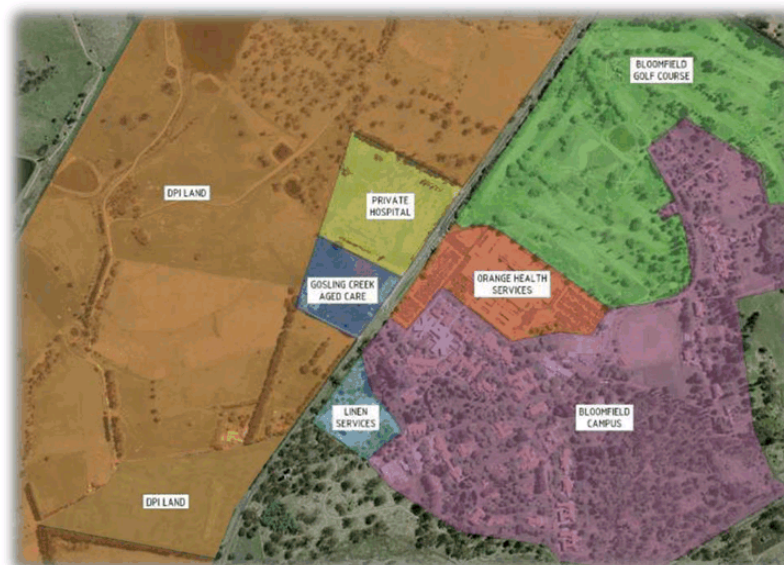 BLOOMFIELD
GOLF COURSE
DPI LAND
PRIVATE
HOSPITAL
GOSLING CREEK
AGED CARE
ORANGE HEALTH
SERVICES
LINEN
SERVICES
BLOOMFIELD
CAMPUS
DPI LAND